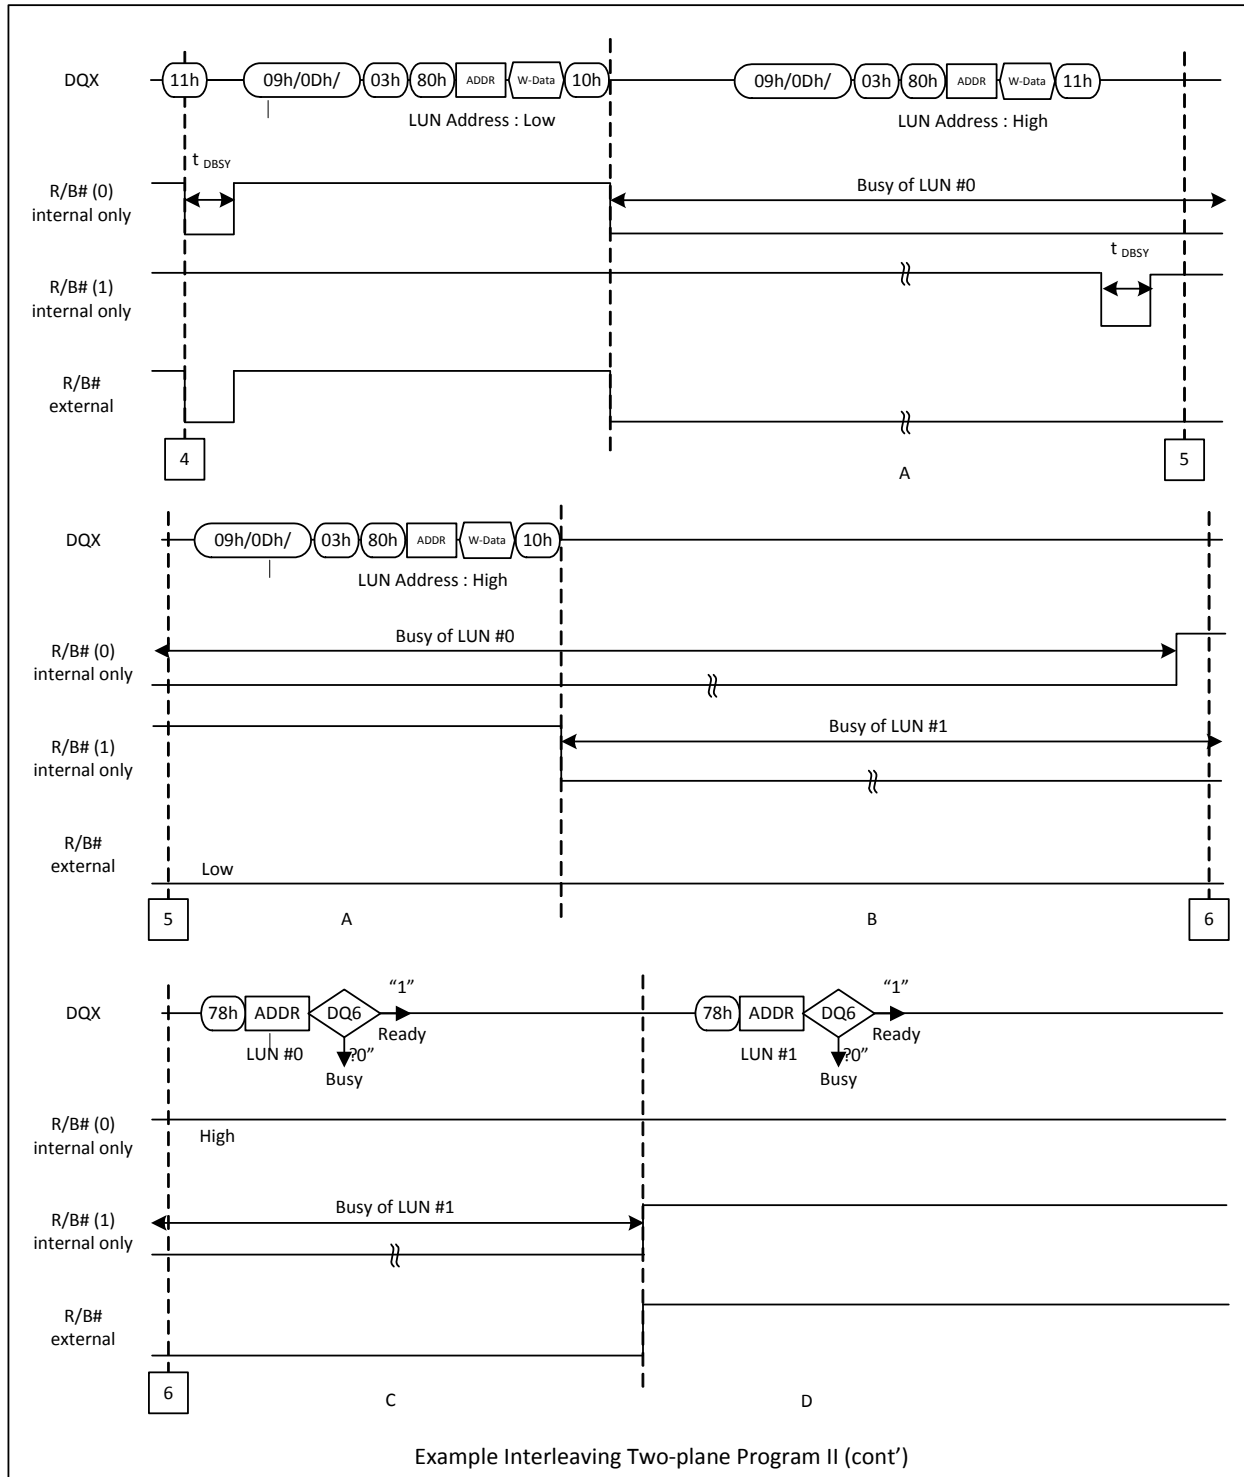 DQX 11h 09h/0Dh/ 03h 80h ADDR W-Data 10h 09h/0Dh/ 03h 80h ADDR W-Data 11h
LUN Address : Low LUN Address : High
t DBSY
R/B# (0)
internal only
Busy of LUN #0
t DBSY
R/B# (1)
internal only
R/B#
external
4 A 5
DQX 09h/0Dh/ 03h 80h ADDR W-Data 10h
LUN Address : High
R/B# (0)
internal only
Busy of LUN #0
R/B# (1)
internal only
Busy of LUN #1
R/B#
external
Low
5 A B 6
DQX 78h ADDR DQ6 "1" 78h ADDR DQ6 "1"
Ready Ready
LUN #0 ?0" LUN #1 ?0"
Busy Busy
R/B# (0)
internal only
High
R/B# (1)
internal only
Busy of LUN #1
R/B#
external
6 C D
Example Interleaving Two-plane Program II (cont')